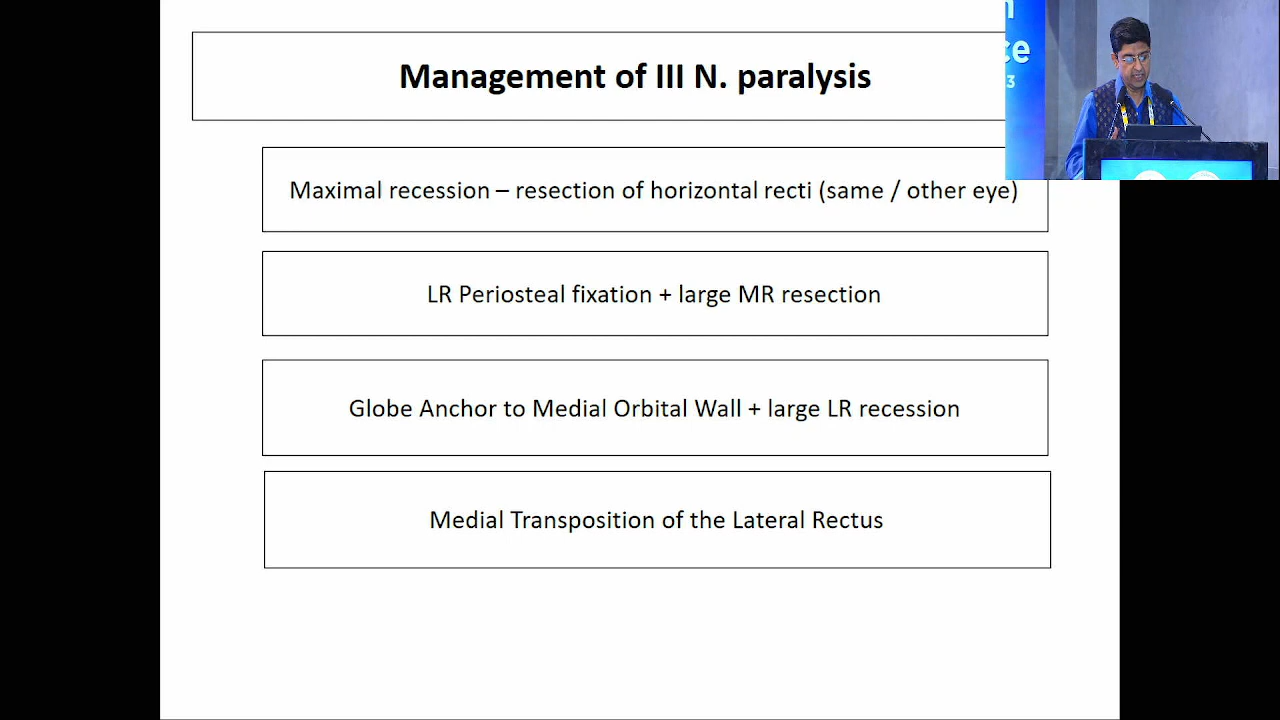 Management of III N. paralysis
Maximal recession – resection of horizontal recti (same / other eye)
LR Periosteal fixation + large MR resection
Globe Anchor to Medial Orbital Wall + large LR recession
Medial Transposition of the Lateral Rectus